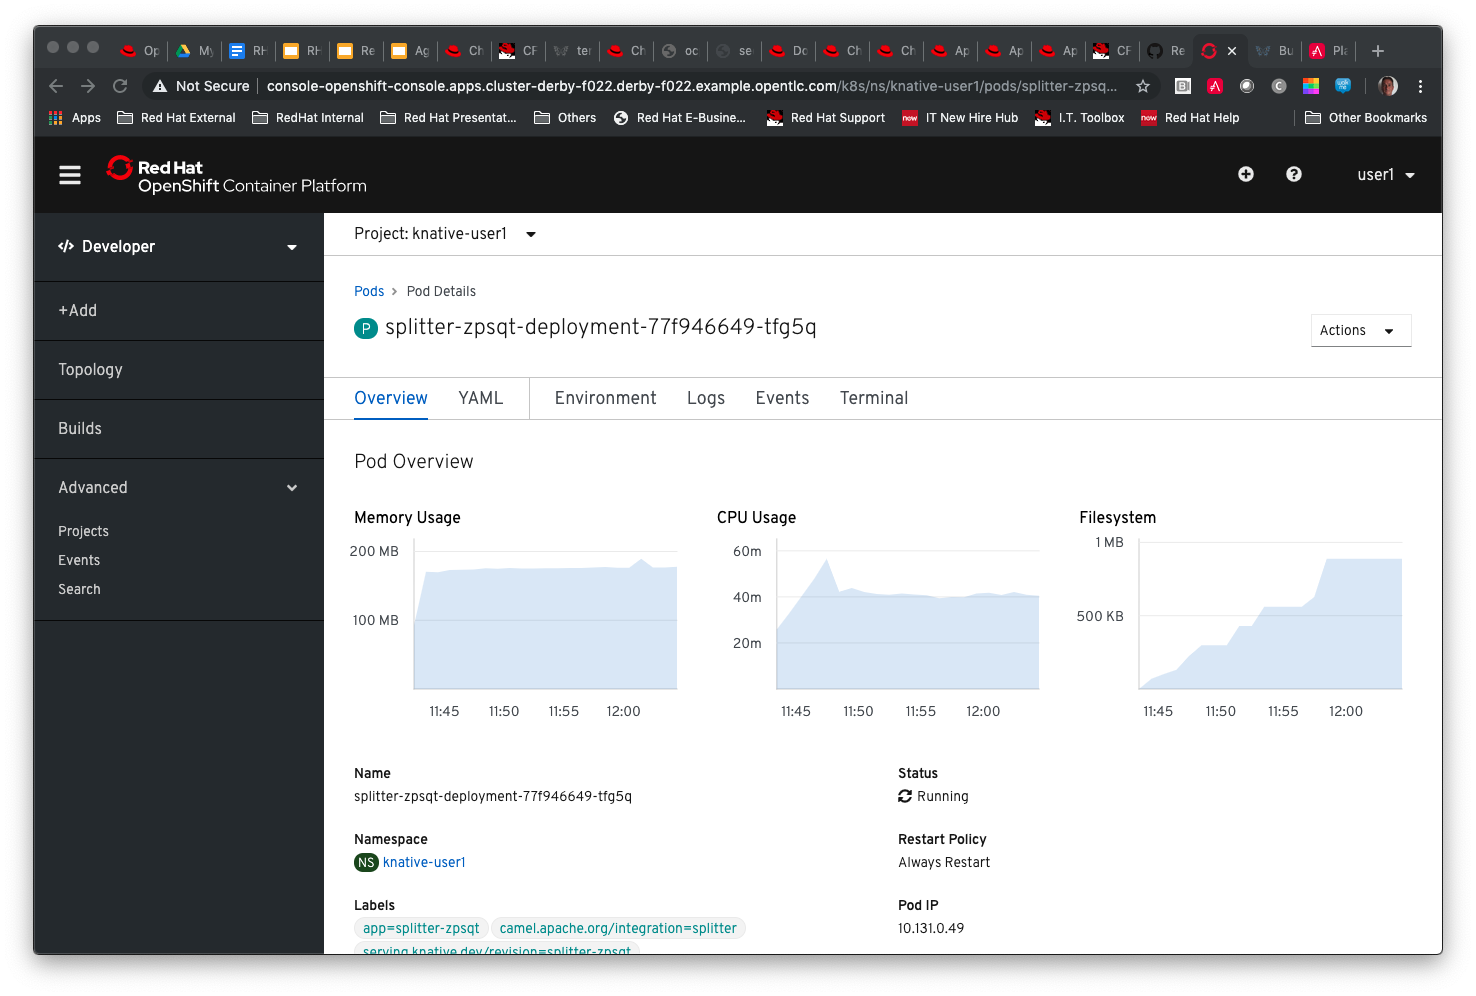 Op My RH RH Re Ag Ch CF ter Ch oc se Do Ch Ch Ap Ap Ap CF Re Bu Pla
Not Secure console-openshift-console.apps.cluster-derby-f022.derby-f022.example.opentlc.com/k8s/ns/knative-user1/pods/splitter-zpsq...
Apps Red Hat External RedHat Internal Red Hat Presentat... Others Red Hat E-Busine... Red Hat Support now IT New Hire Hub I.T. Toolbox now Red Hat Help Other Bookmarks
Red Hat
OpenShift Container Platform
user1
Developer
+Add
Topology
Builds
Advanced
Projects
Events
Search
Project: knative-user1
Pods > Pod Details
P splitter-zpsqt-deployment-77f946649-tfg5q
Actions
Overview YAML Environment Logs Events Terminal
Pod Overview
Memory Usage
200 MB
100 MB
11:45 11:50 11:55 12:00
CPU Usage
60m
40m
20m
11:45 11:50 11:55 12:00
Filesystem
1 MB
500 KB
11:45 11:50 11:55 12:00
Name
splitter-zpsqt-deployment-77f946649-tfg5q
Namespace
NS knative-user1
Labels
app=splitter-zpsqt camel.apache.org/integration=splitter
serving.knative.dev/revision=splitter-zpsqt
Status
Running
Restart Policy
Always Restart
Pod IP
10.131.0.49